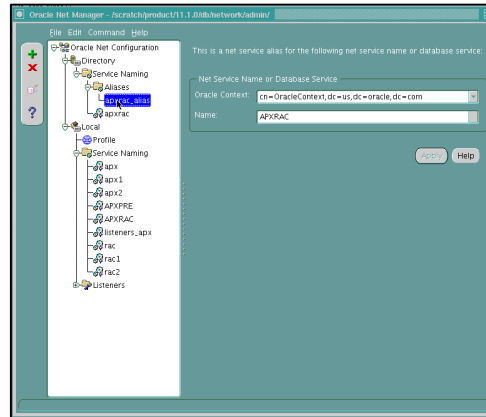 Oracle Net Manager - /scratch/product/11.1.0/db/network/admin/
File Edit Command Help
Oracle Net Configuration
Directory
Service Naming
Aliases
apxrac_alias
apxrac
Local
Profile
Service Naming
apx
apx1
apx2
APXPRE
APXRAC
listeners_apx
rac
rac1
rac2
Listeners
This is a net service alias for the following net service name or database service:
Net Service Name or Database Service
Oracle Context: cn=OracleContext,dc=us,dc=oracle,dc=com
Name: APXRAC
Apply Help